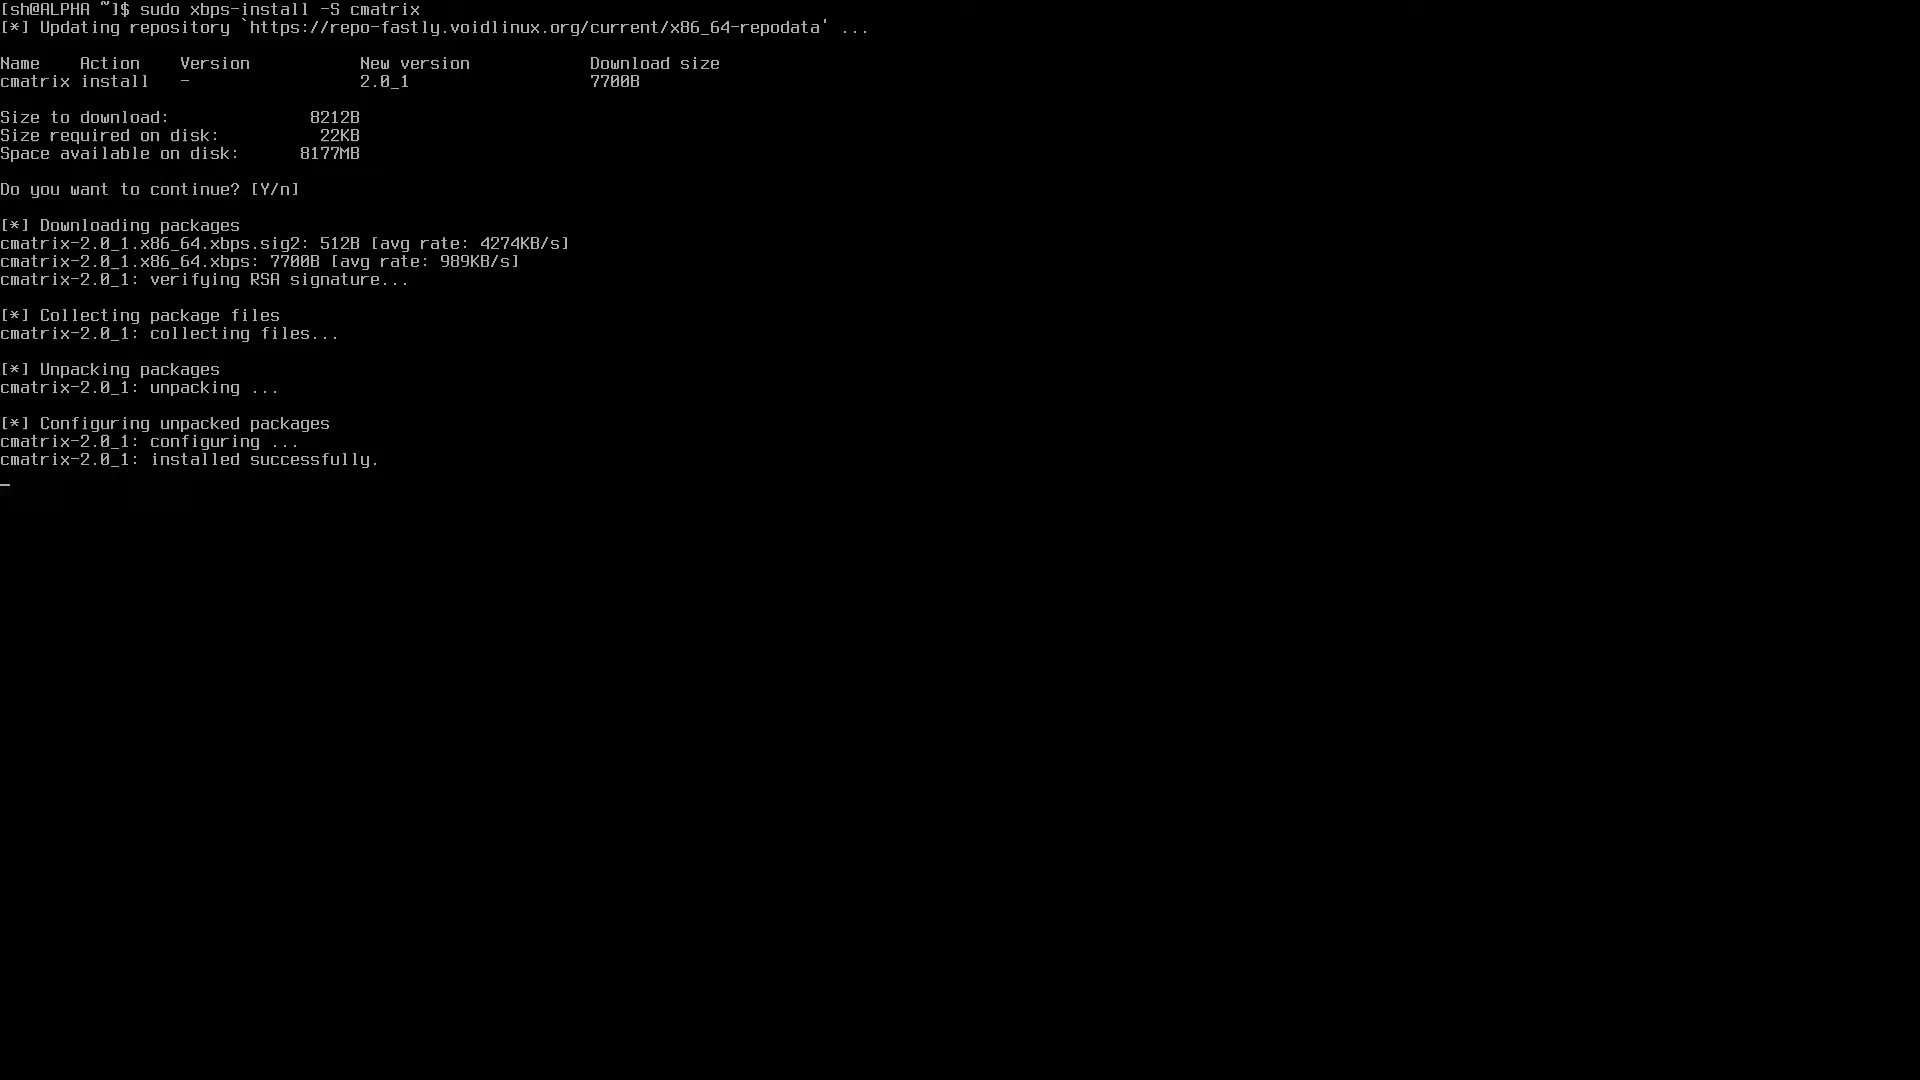 [sh@ALPHA ~]$ sudo xbps-install -S cmatrix
[*] Updating repository `https://repo-fastly.voidlinux.org/current/x86_64-repodata' ...
Name    Action    Version           New version            Download size
cmatrix install   -                 2.0_1                  7700B
Size to download:              8212B
Size required on disk:          22KB
Space available on disk:      8177MB
Do you want to continue? [Y/n]
[*] Downloading packages
cmatrix-2.0_1.x86_64.xbps.sig2: 512B [avg rate: 4274KB/s]
cmatrix-2.0_1.x86_64.xbps: 7700B [avg rate: 989KB/s]
cmatrix-2.0_1: verifying RSA signature...
[*] Collecting package files
cmatrix-2.0_1: collecting files...
[*] Unpacking packages
cmatrix-2.0_1: unpacking ...
[*] Configuring unpacked packages
cmatrix-2.0_1: configuring ...
cmatrix-2.0_1: installed successfully.